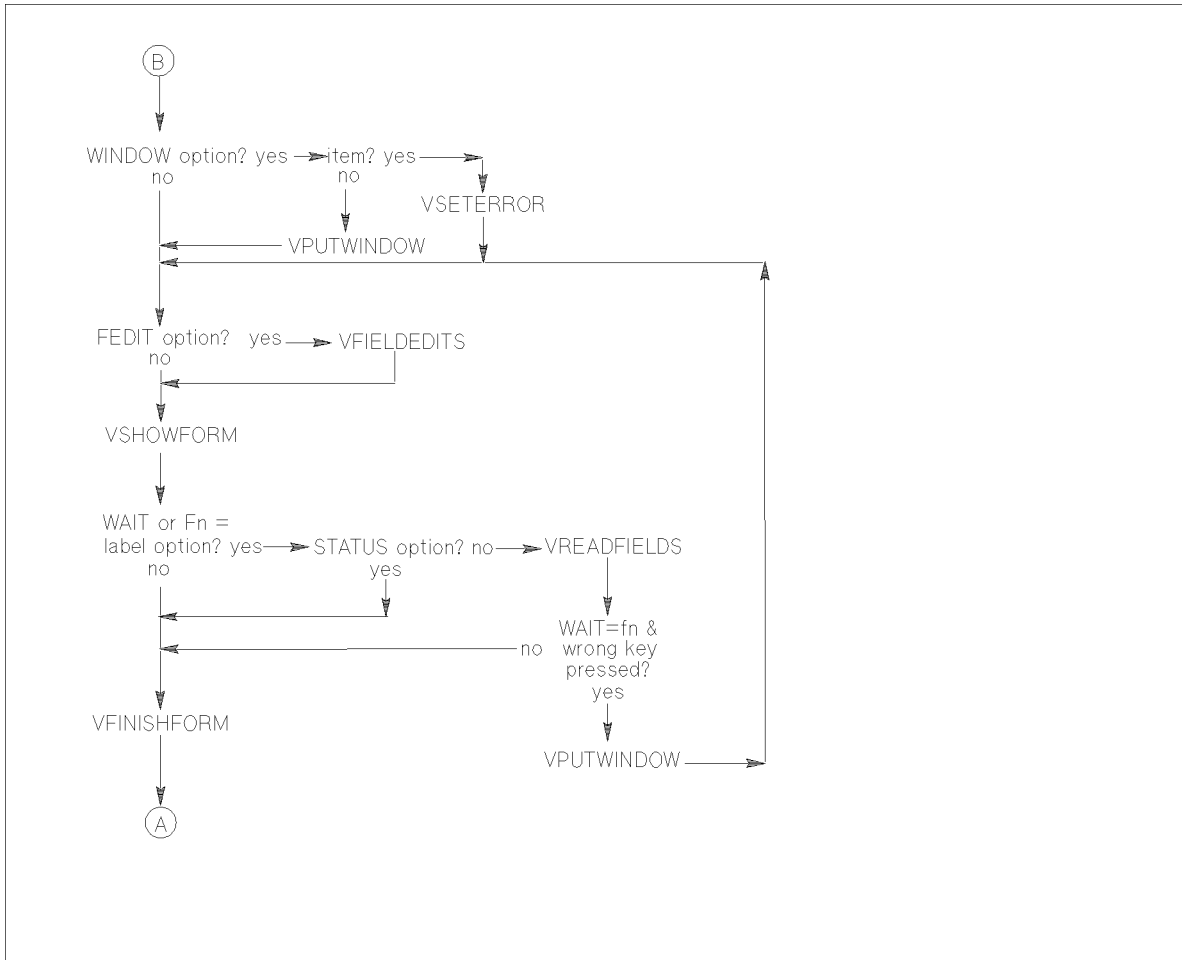 B
WINDOW option? yes item? yes
no no
VSETERROR
VPUTWINDOW
FEDIT option? yes VFIELDEDITS
no
VSHOWFORM
WAIT or Fn =
label option? yes STATUS option? no VREADFIELDS
no yes
WAIT=fn &
no wrong key
pressed?
yes
VFINISHFORM
VPUTWINDOW
A